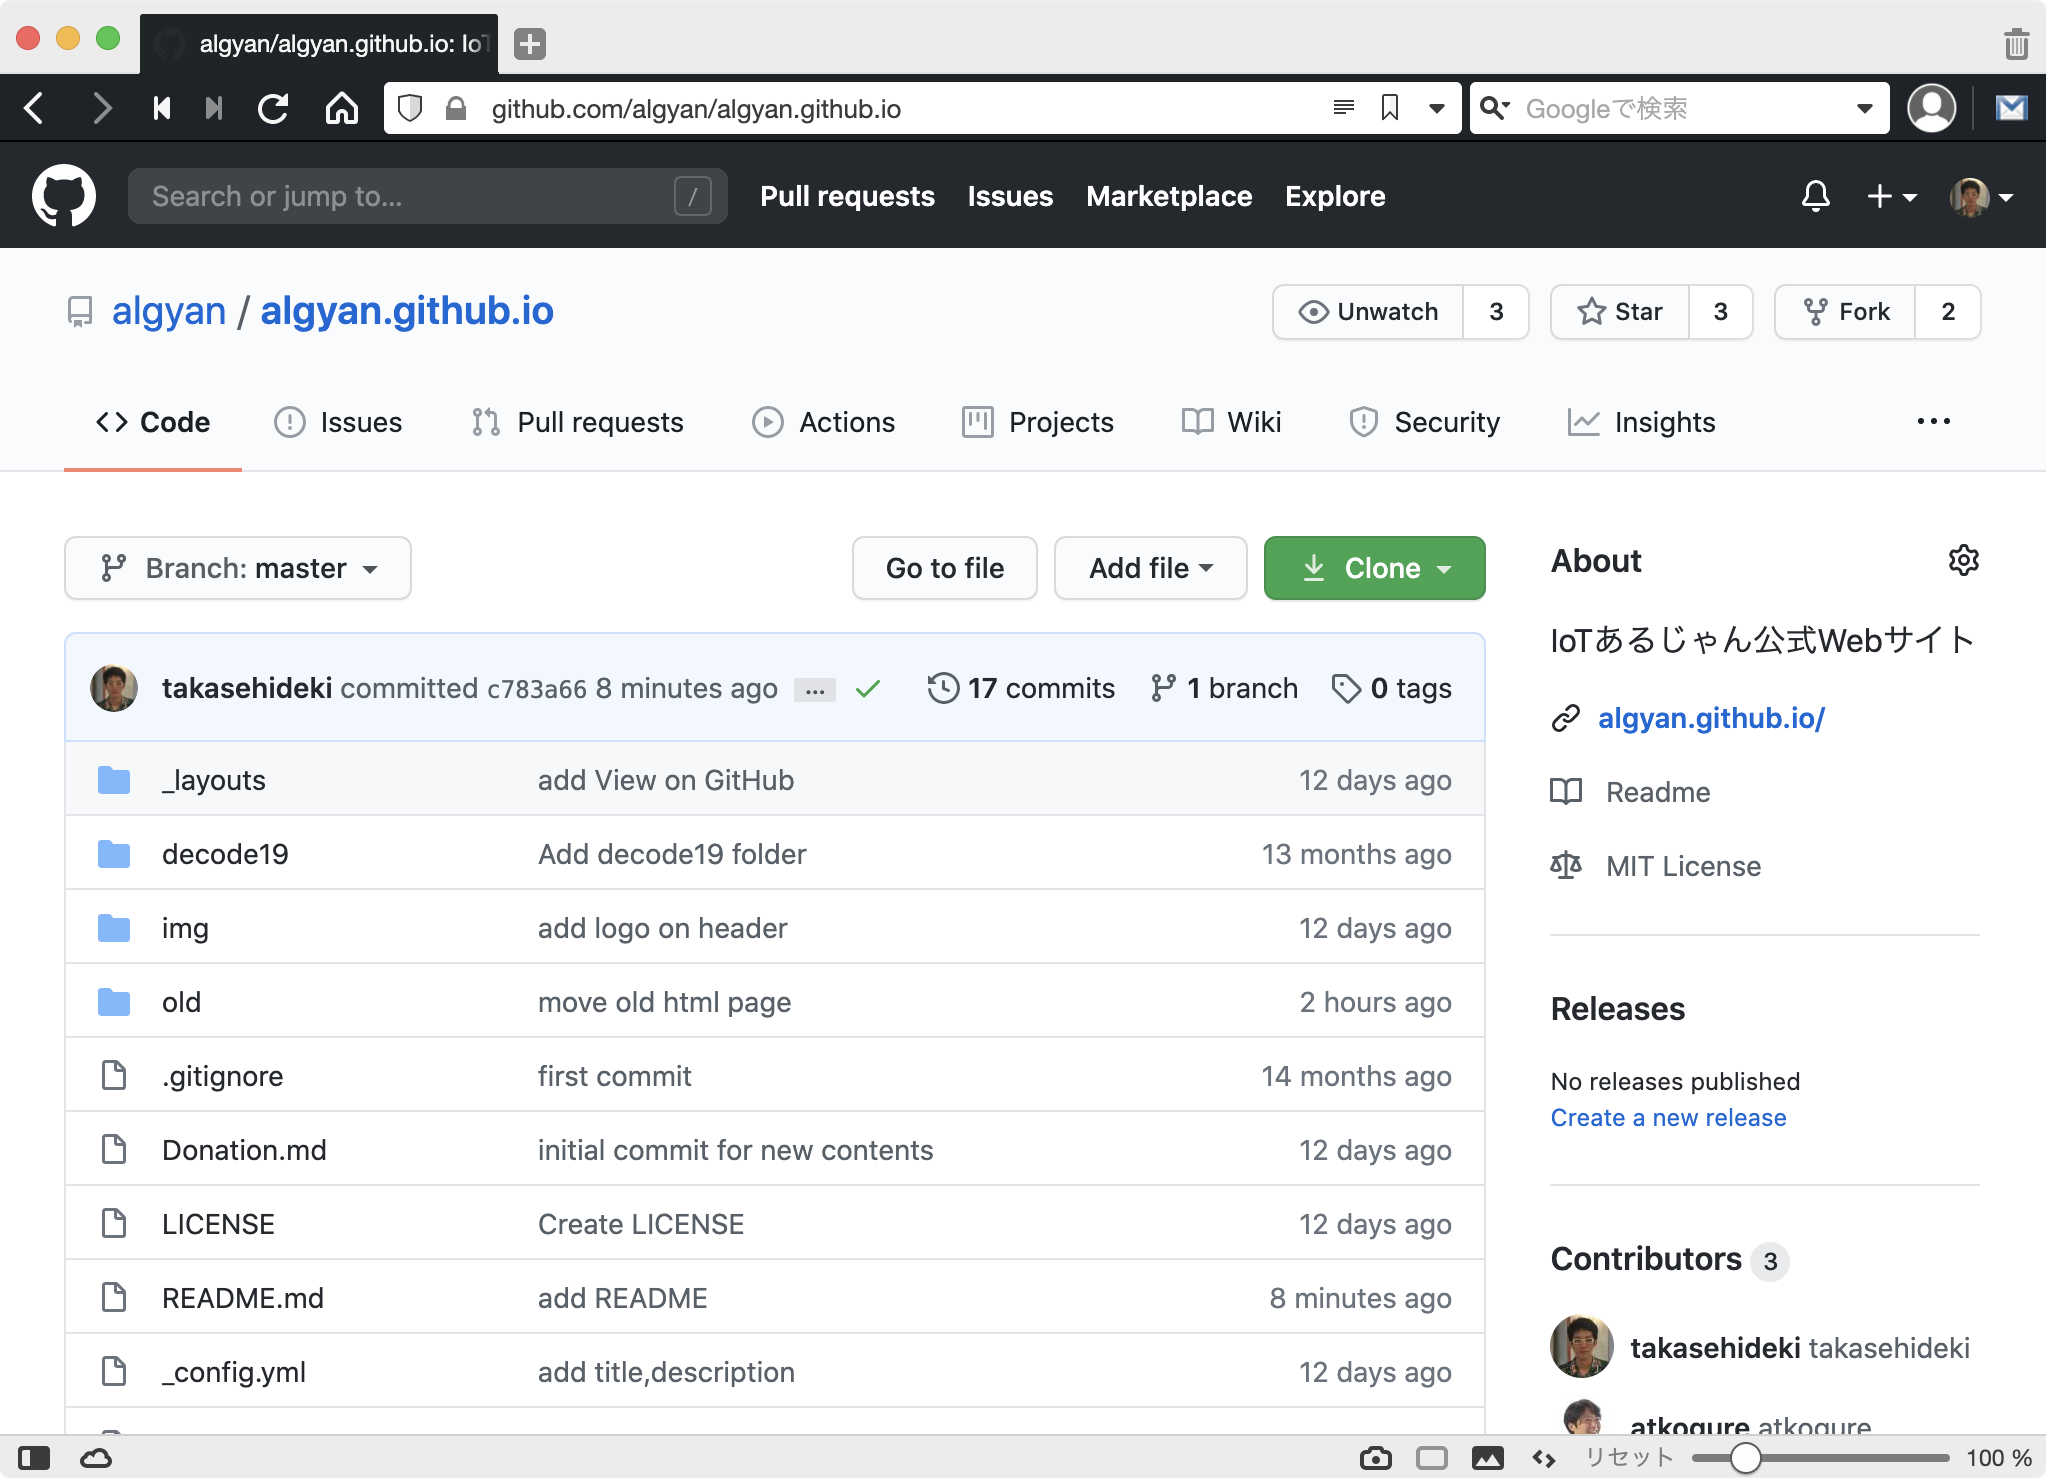 algyan/algyan.github.io: IoT
github.com/algyan/algyan.github.io
Googleで検索
Search or jump to...
/
Pull requests
Issues
Marketplace
Explore
algyan / algyan.github.io
Unwatch 3
Star 3
Fork 2
Code
Issues
Pull requests
Actions
Projects
Wiki
Security
Insights
Branch: master
Go to file
Add file
Clone
takasehideki committed c783a66 8 minutes ago ... 17 commits 1 branch 0 tags
_layouts add View on GitHub 12 days ago
decode19 Add decode19 folder 13 months ago
img add logo on header 12 days ago
old move old html page 2 hours ago
.gitignore first commit 14 months ago
Donation.md initial commit for new contents 12 days ago
LICENSE Create LICENSE 12 days ago
README.md add README 8 minutes ago
_config.yml add title,description 12 days ago
About
IoTあるじゃん公式Webサイト
algyan.github.io/
Readme
MIT License
Releases
No releases published
Create a new release
Contributors 3
takasehideki takasehideki
atkogure atkogure
リセット
100 %